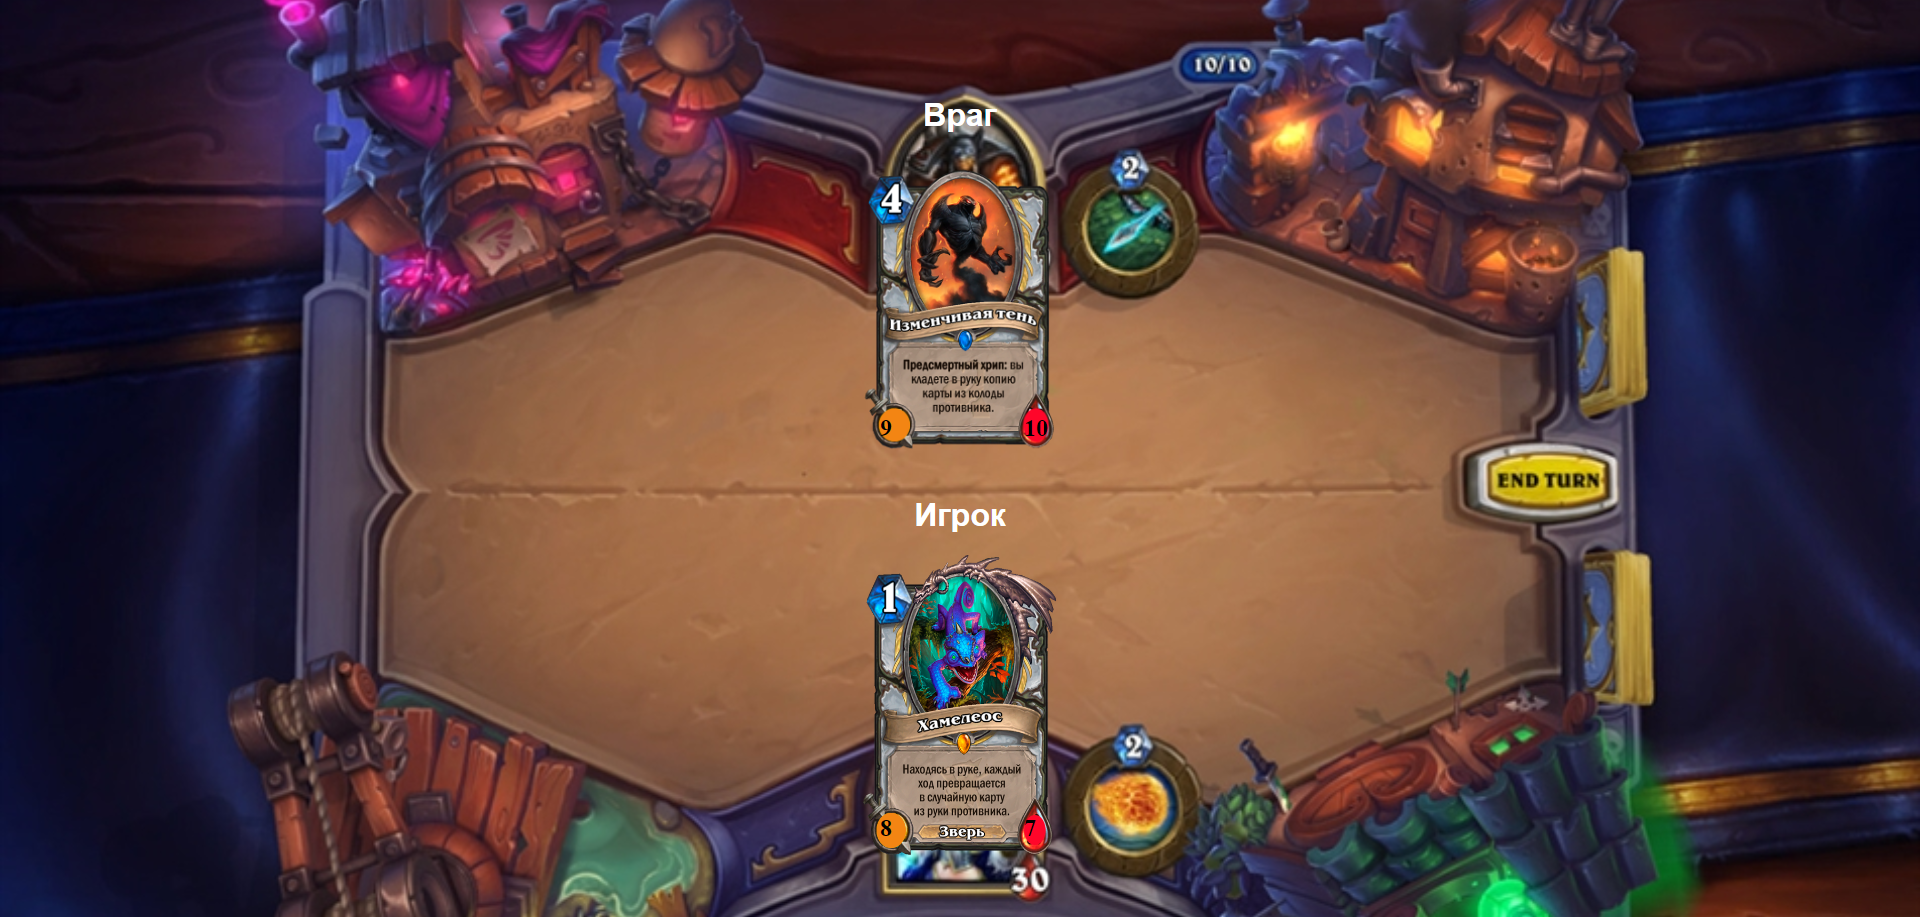 10/10
Враг
2
4
Изменчивая тень
Предсмертный хрип: вы
кладете в руку копию
карты из колоды
противника.
9
10
END TURN
Игрок
1
Хамелеос
2
Находясь в руке, каждый
ход превращается
в случайную карту
из руки противника.
8
Зверь
7
30